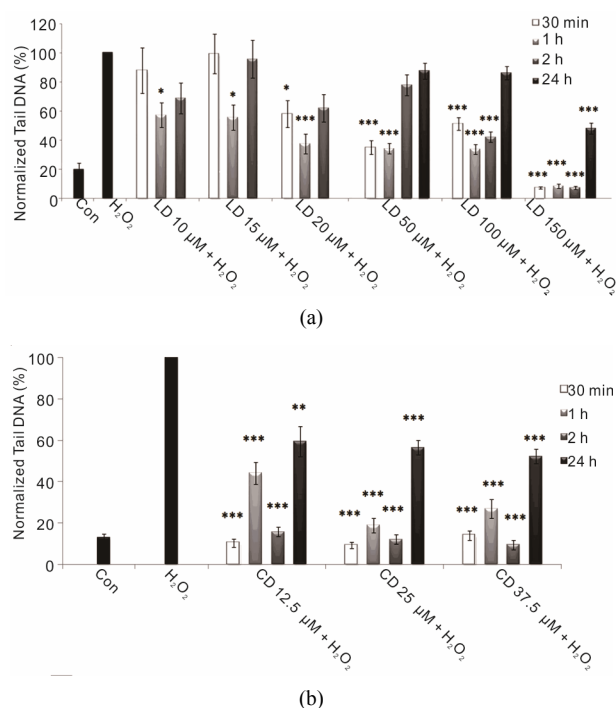 120
100
80
60
40
20
0
Normalized Tail DNA (%)
30 min
1 h
2 h
24 h
* * * *** *** *** *** *** *** *** *** *** ***
Con
H₂O₂
LD 10 µM + H₂O₂
LD 15 µM + H₂O₂
LD 20 µM + H₂O₂
LD 50 µM + H₂O₂
LD 100 µM + H₂O₂
LD 150 µM + H₂O₂
(a)
100
80
60
40
20
0
Normalized Tail DNA (%)
30 min
1 h
2 h
24 h
*** *** *** ** *** *** *** *** *** *** *** ***
Con
H₂O₂
CD 12.5 µM + H₂O₂
CD 25 µM + H₂O₂
CD 37.5 µM + H₂O₂
(b)